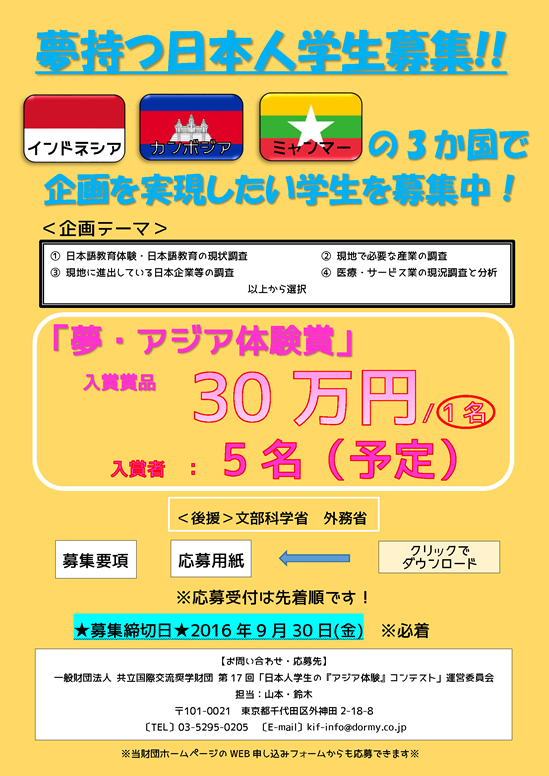 夢持つ日本人学生募集!!
インドネシア
カンボジア
ミャンマー
の３か国で
企画を実現したい学生を募集中！
＜企画テーマ＞
① 日本語教育体験・日本語教育の現状調査
② 現地で必要な産業の調査
③ 現地に進出している日本企業等の調査
④ 医療・サービス業の現況調査と分析
以上から選択
「夢・アジア体験賞」
入賞賞品
30 万円/１名
入賞者 ： ５名（予定）
＜後援＞文部科学省 外務省
募集要項
応募用紙
クリックで
ダウンロード
※応募受付は先着順です！
★募集締切日★2016 年 9 月 30 日(金) ※必着
【お問い合わせ・応募先】
一般財団法人 共立国際交流奨学財団 第 17 回「日本人学生の『アジア体験』コンテスト」運営委員会
担当：山本・鈴木
〒101-0021 東京都千代田区外神田 2-18-8
〔TEL〕03-5295-0205 〔E-mail〕kif-info@dormy.co.jp
※当財団ホームページの WEB 申し込みフォームからも応募できます※